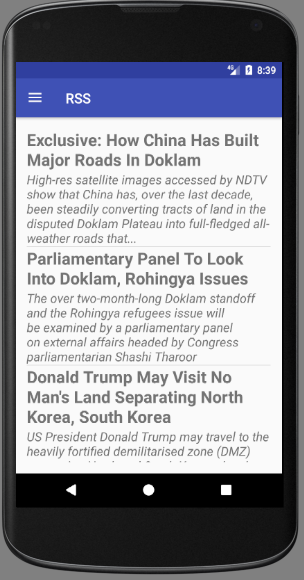 4G 8:39
RSS
Exclusive: How China Has Built
Major Roads In Doklam
High-res satellite images accessed by NDTV
show that China has, over the last decade,
been steadily converting tracts of land in the
disputed Doklam Plateau into full-fledged all-
weather roads that...
Parliamentary Panel To Look
Into Doklam, Rohingya Issues
The over two-month-long Doklam standoff
and the Rohingya refugees issue will
be examined by a parliamentary panel
on external affairs headed by Congress
parliamentarian Shashi Tharoor
Donald Trump May Visit No
Man's Land Separating North
Korea, South Korea
US President Donald Trump may travel to the
heavily fortified demilitarised zone (DMZ)